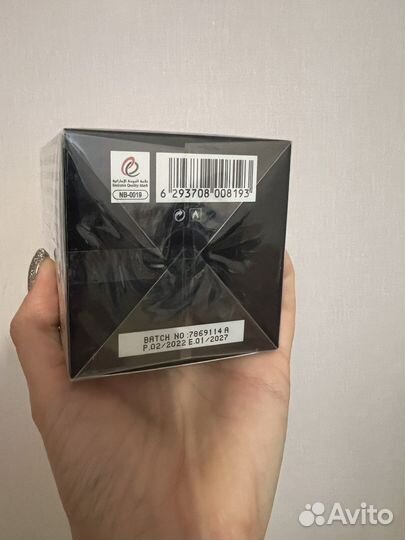 علامة الجودة الإماراتية
Emirates Quality Mark
NB-0019
6 293708 008193
BATCH NO :7869114 A
P.02/2022 E.01/2027
Avito